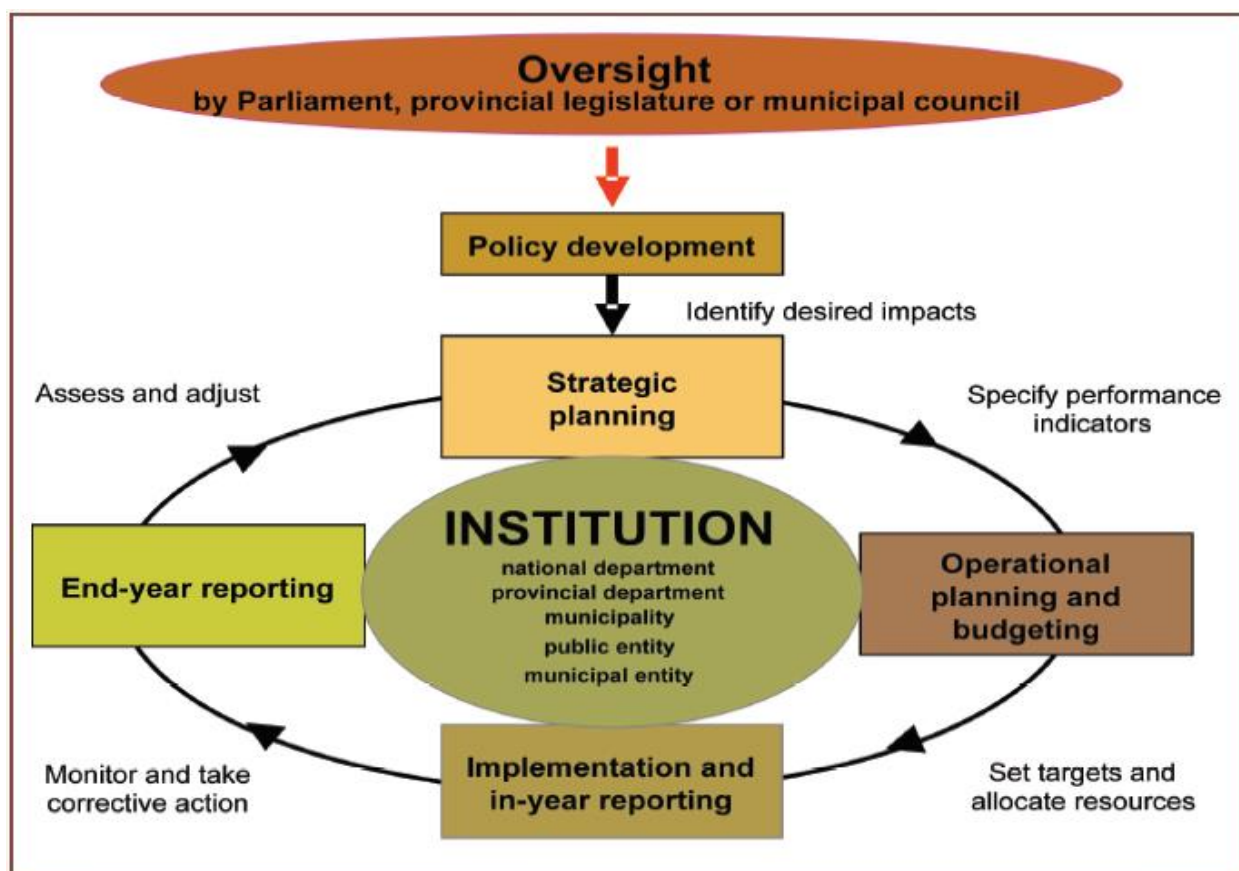 Oversight
by Parliament, provincial legislature or municipal council
Policy development
Identify desired impacts
Strategic
planning
Assess and adjust
Specify performance
indicators
INSTITUTION
national department
provincial department
municipality
public entity
municipal entity
End-year reporting
Operational
planning and
budgeting
Implementation and
in-year reporting
Monitor and take
corrective action
Set targets and
allocate resources